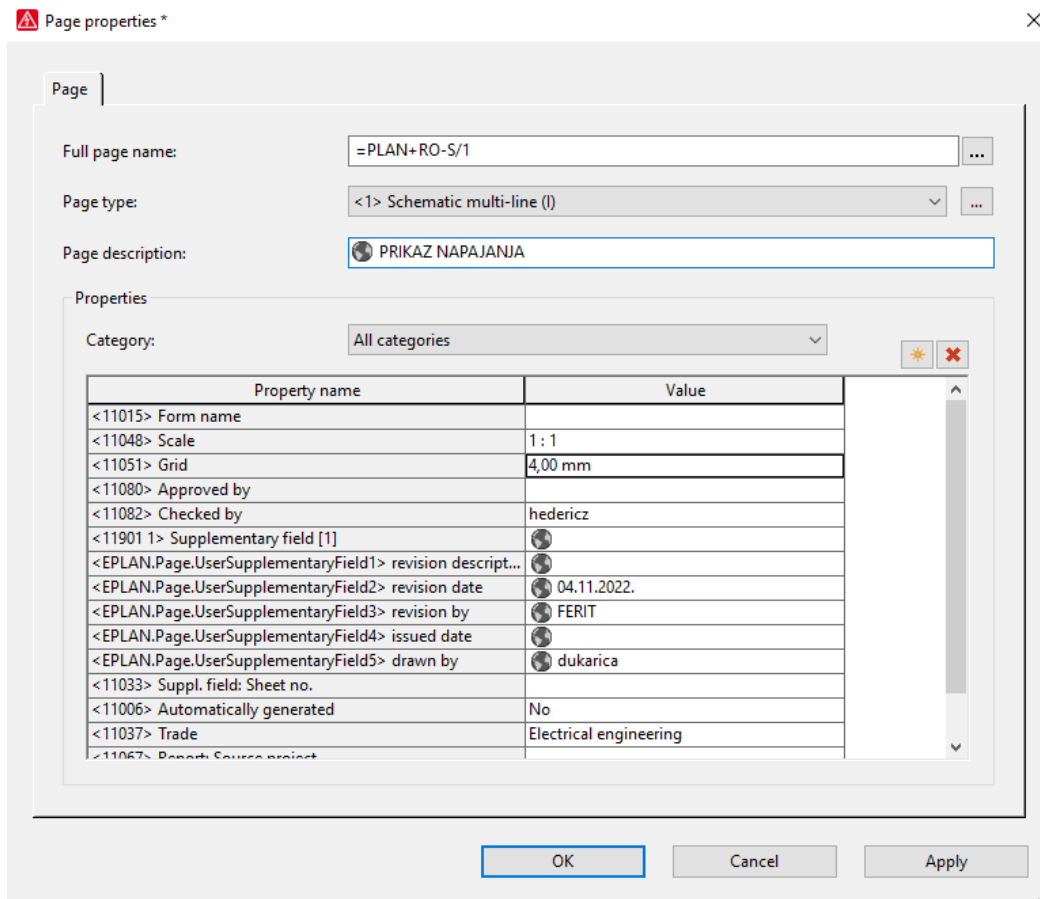 Page properties *
Page
Full page name: =PLAN+RO-S/1 ...
Page type: <1> Schematic multi-line (I) ...
Page description: PRIKAZ NAPAJANJA
Properties
Category: All categories
Property name Value
<11015> Form name
<11048> Scale 1 : 1
<11051> Grid 4,00 mm
<11080> Approved by
<11082> Checked by hedericz
<11901 1> Supplementary field [1]
<EPLAN.Page.UserSupplementaryField1> revision descript...
<EPLAN.Page.UserSupplementaryField2> revision date 04.11.2022.
<EPLAN.Page.UserSupplementaryField3> revision by FERIT
<EPLAN.Page.UserSupplementaryField4> issued date
<EPLAN.Page.UserSupplementaryField5> drawn by dukarica
<11033> Suppl. field: Sheet no.
<11006> Automatically generated No
<11037> Trade Electrical engineering
<11067> Report: Source project
OK Cancel Apply